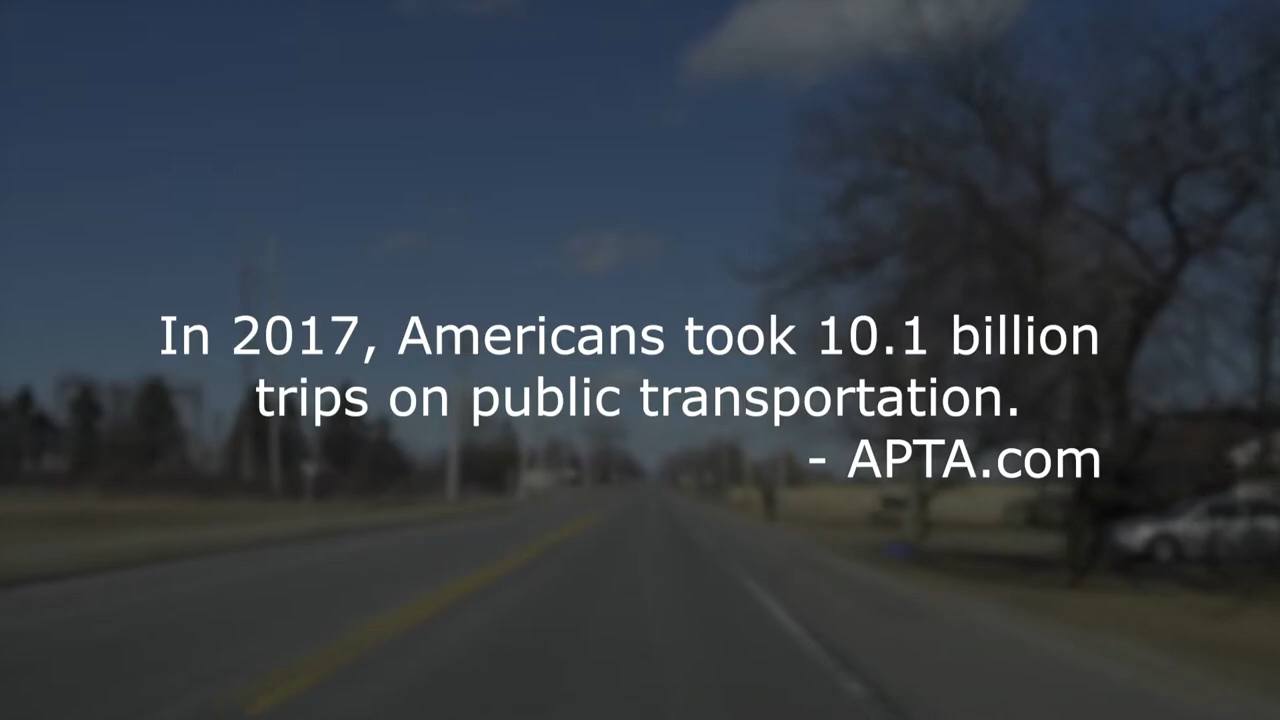 In 2017, Americans took 10.1 billion
trips on public transportation.
- APTA.com